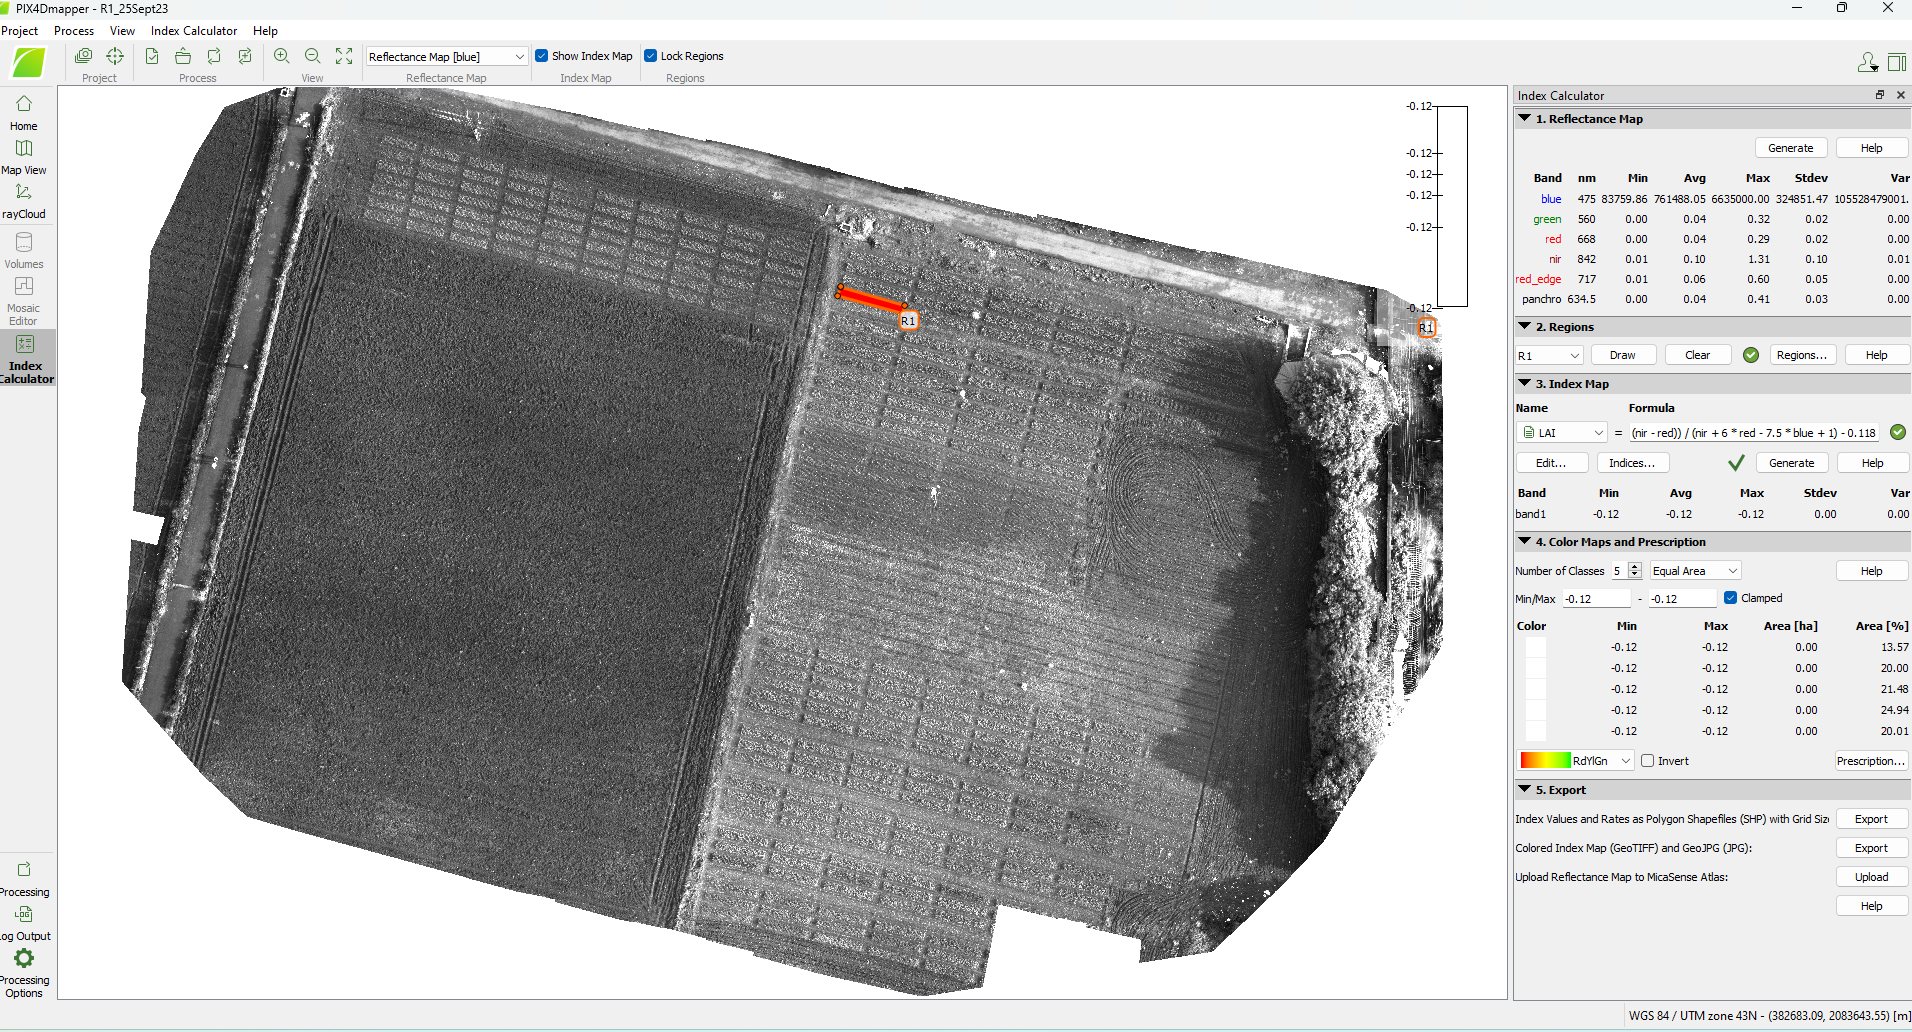 PIX4Dmapper - R1_25Sept23
Project Process View Index Calculator Help
Reflectance Map [blue] Show Index Map Lock Regions
Project Process View Reflectance Map Index Map Regions
Home
Map View
rayCloud
Volumes
Mosaic
Editor
Index
Calculator
Processing
Log Output
Processing
Options
-0.12
-0.12
-0.12
-0.12
-0.12
-0.12
R1
R1
Index Calculator
1. Reflectance Map
Generate Help
Band nm Min Avg Max Stdev Var
blue 475 83759.86 761488.05 6635000.00 324851.47 105528479001.
green 560 0.00 0.04 0.32 0.02 0.00
red 668 0.00 0.04 0.29 0.02 0.00
nir 842 0.01 0.10 1.31 0.10 0.01
red_edge 717 0.01 0.06 0.60 0.05 0.00
panchro 634.5 0.00 0.04 0.41 0.03 0.00
2. Regions
R1 Draw Clear Regions... Help
3. Index Map
Name Formula
LAI = (nir - red)) / (nir + 6 * red - 7.5 * blue + 1) - 0.118
Edit... Indices... Generate Help
Band Min Avg Max Stdev Var
band1 -0.12 -0.12 -0.12 0.00 0.00
4. Color Maps and Prescription
Number of Classes 5 Equal Area Help
Min/Max -0.12 - -0.12 Clamped
Color Min Max Area [ha] Area [%]
-0.12 -0.12 0.00 13.57
-0.12 -0.12 0.00 20.00
-0.12 -0.12 0.00 21.48
-0.12 -0.12 0.00 24.94
-0.12 -0.12 0.00 20.01
RdYlGn Invert Prescription...
5. Export
Index Values and Rates as Polygon Shapefiles (SHP) with Grid Size Export
Colored Index Map (GeoTIFF) and GeoJPG (JPG): Export
Upload Reflectance Map to MicaSense Atlas: Upload
Help
WGS 84 / UTM zone 43N - (382683.09, 2083643.55) [m]